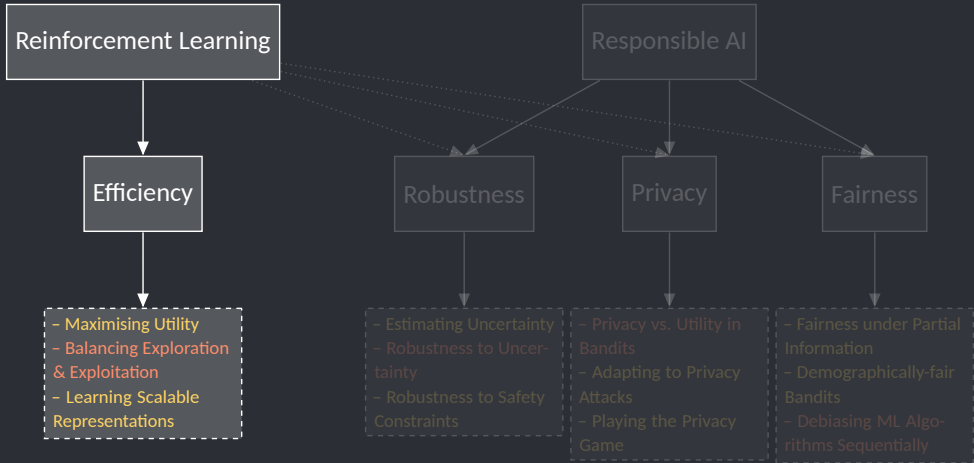 Reinforcement Learning
Responsible AI
Efficiency
Robustness
Privacy
Fairness
– Maximising Utility
– Balancing Exploration
& Exploitation
– Learning Scalable
Representations
– Estimating Uncertainty
– Robustness to Uncer-
tainty
– Robustness to Safety
Constraints
– Privacy vs. Utility in
Bandits
– Adapting to Privacy
Attacks
– Playing the Privacy
Game
– Fairness under Partial
Information
– Demographically-fair
Bandits
– Debiasing ML Algo-
rithms Sequentially